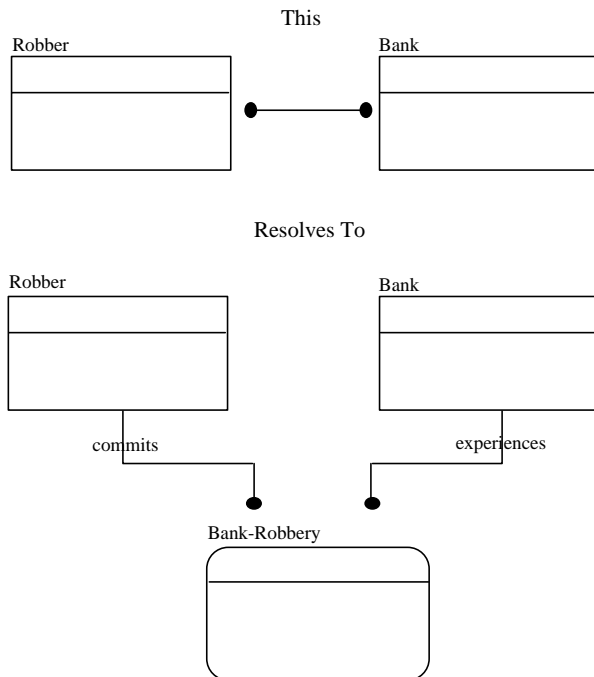 This
Robber
Bank
Resolves To
Robber
Bank
commits
experiences
Bank-Robbery